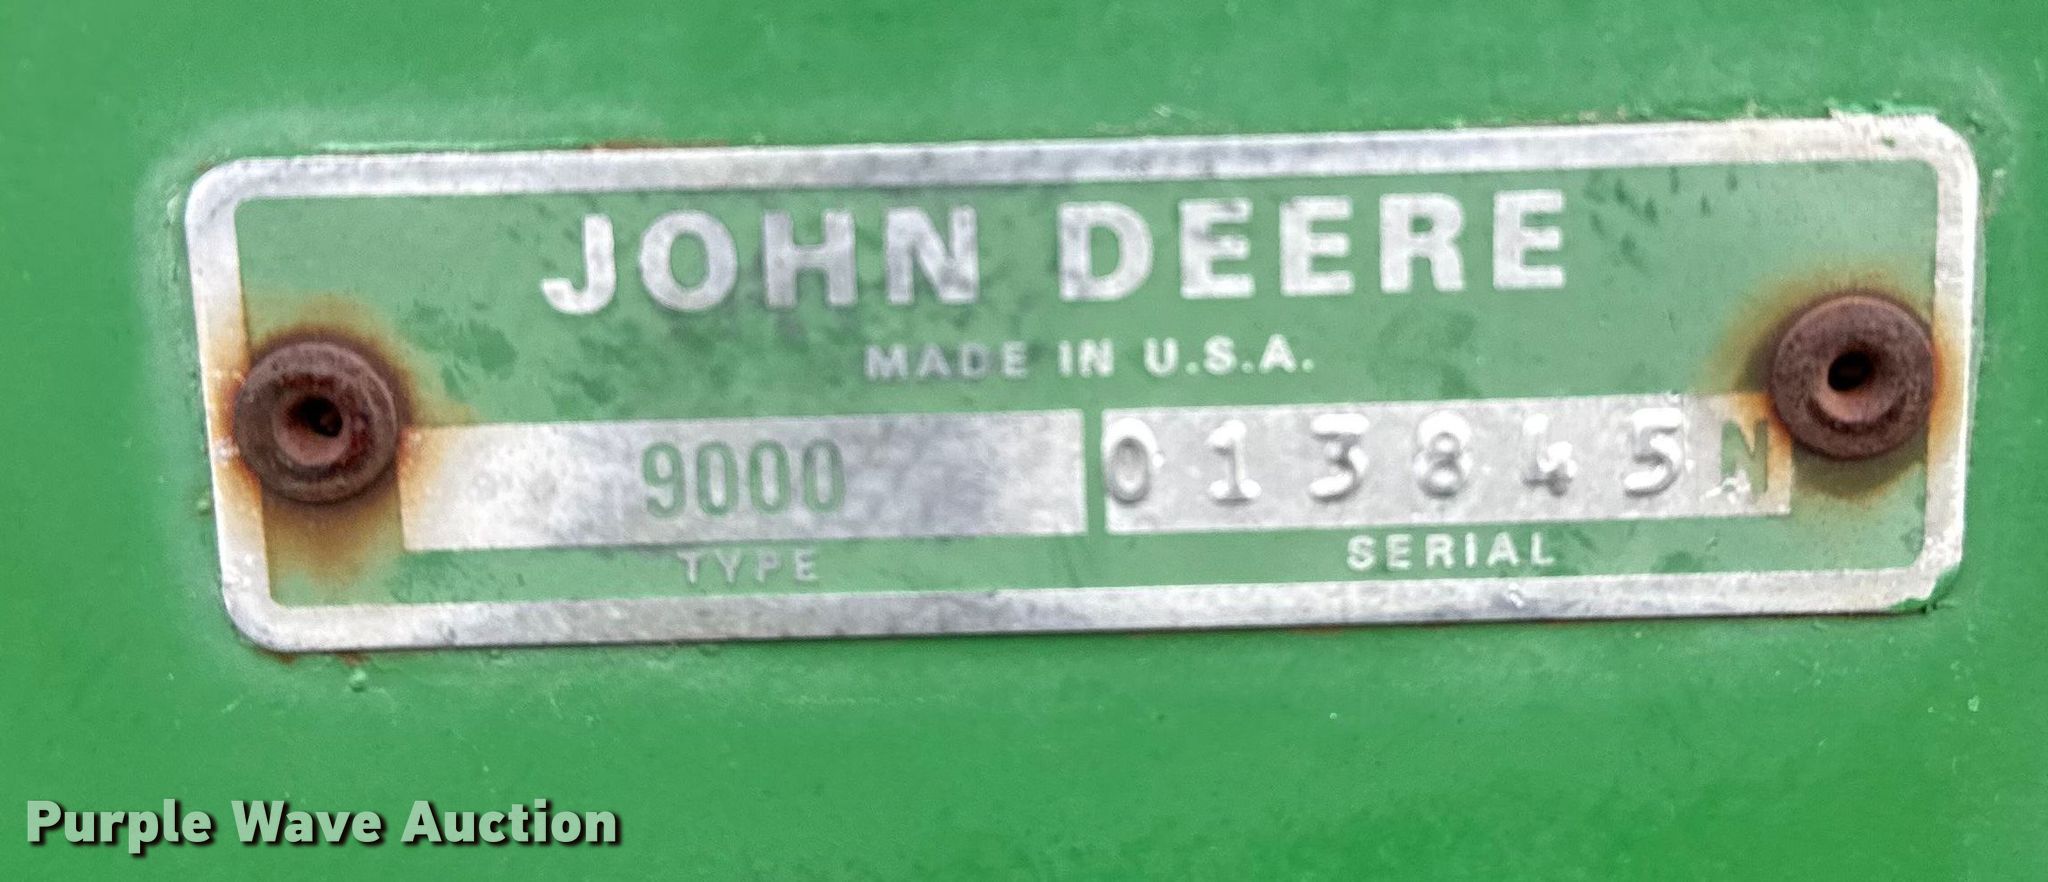 JOHN DEERE
MADE IN U.S.A.
9000 013845N
TYPE SERIAL
Purple Wave Auction